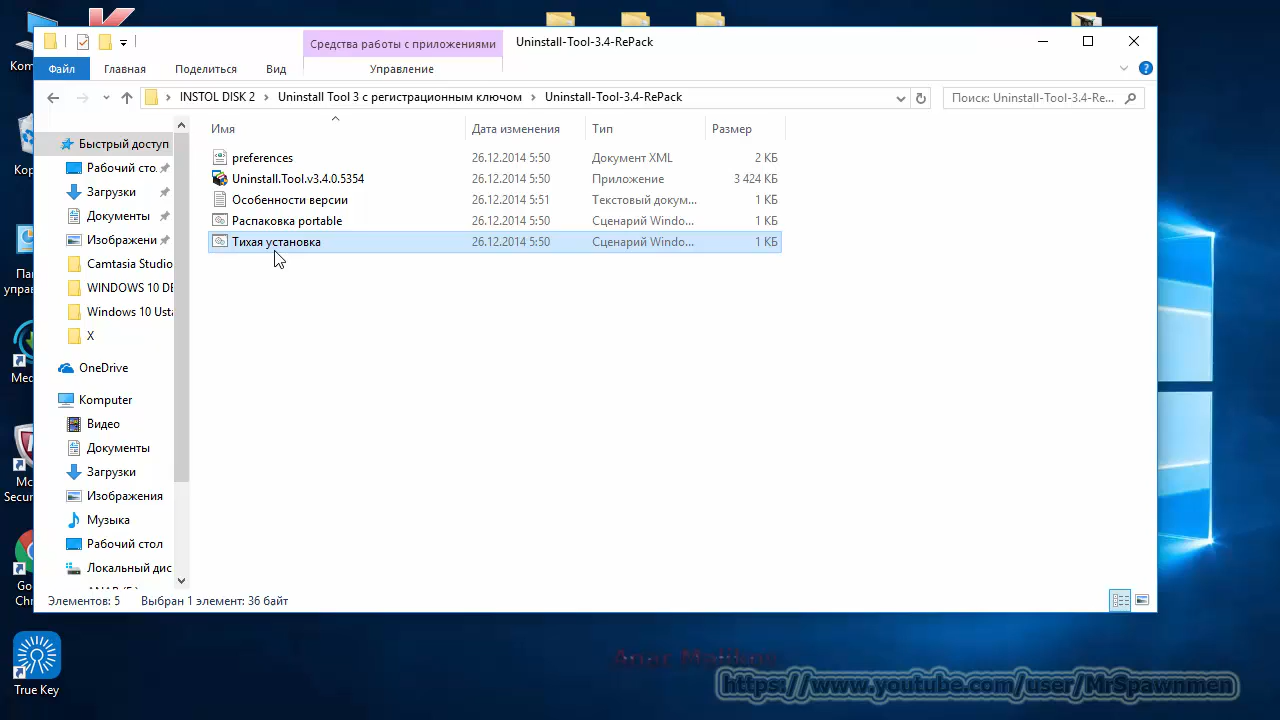 Средства работы с приложениями
Uninstall-Tool-3.4-RePack
Файл
Главная
Поделиться
Вид
Управление
INSTOL DISK 2
Uninstall Tool 3 с регистрационным ключом
Uninstall-Tool-3.4-RePack
Поиск: Uninstall-Tool-3.4-Re...
Имя
Дата изменения
Тип
Размер
preferences 26.12.2014 5:50 Документ XML 2 КБ
Uninstall.Tool.v3.4.0.5354 26.12.2014 5:50 Приложение 3 424 КБ
Особенности версии 26.12.2014 5:51 Текстовый докум... 1 КБ
Распаковка portable 26.12.2014 5:50 Сценарий Windo... 1 КБ
Тихая установка 26.12.2014 5:50 Сценарий Windo... 1 КБ
Быстрый доступ
Рабочий сто.
Загрузки
Документы
Изображени
Camtasia Studio
WINDOWS 10 DE
Windows 10 Usta
X
OneDrive
Komputer
Видео
Документы
Загрузки
Изображения
Музыка
Рабочий стол
Локальный дис
Элементов: 5
Выбран 1 элемент: 36 байт
True Key
https://www.youtube.com/user/MrSpawnmen